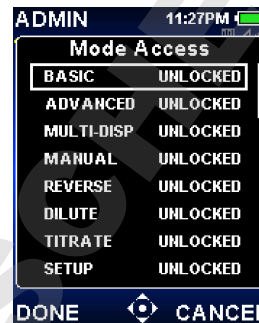 ADMIN 11:27PM
Mode Access
BASIC UNLOCKED
ADVANCED UNLOCKED
MULTI-DISP UNLOCKED
MANUAL UNLOCKED
REVERSE UNLOCKED
DILUTE UNLOCKED
TITRATE UNLOCKED
SETUP UNLOCKED
DONE CANCEL